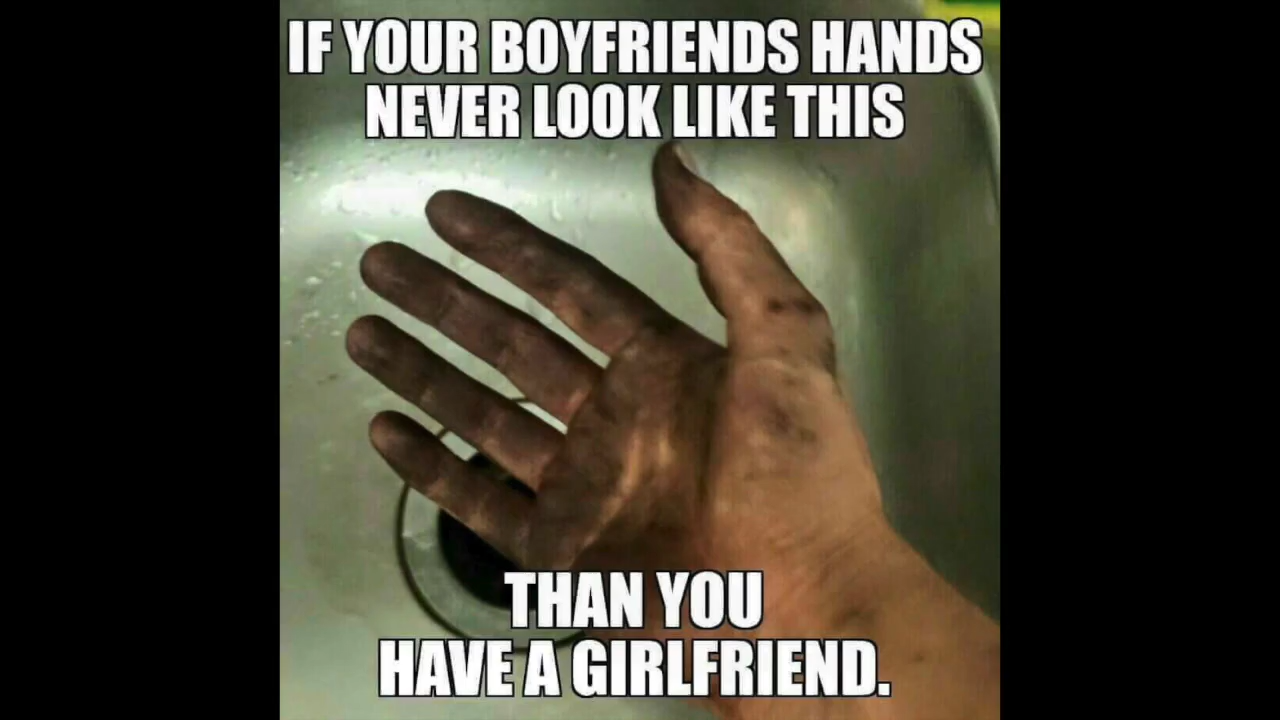 IF YOUR BOYFRIENDS HANDS
NEVER LOOK LIKE THIS
THAN YOU
HAVE A GIRLFRIEND.